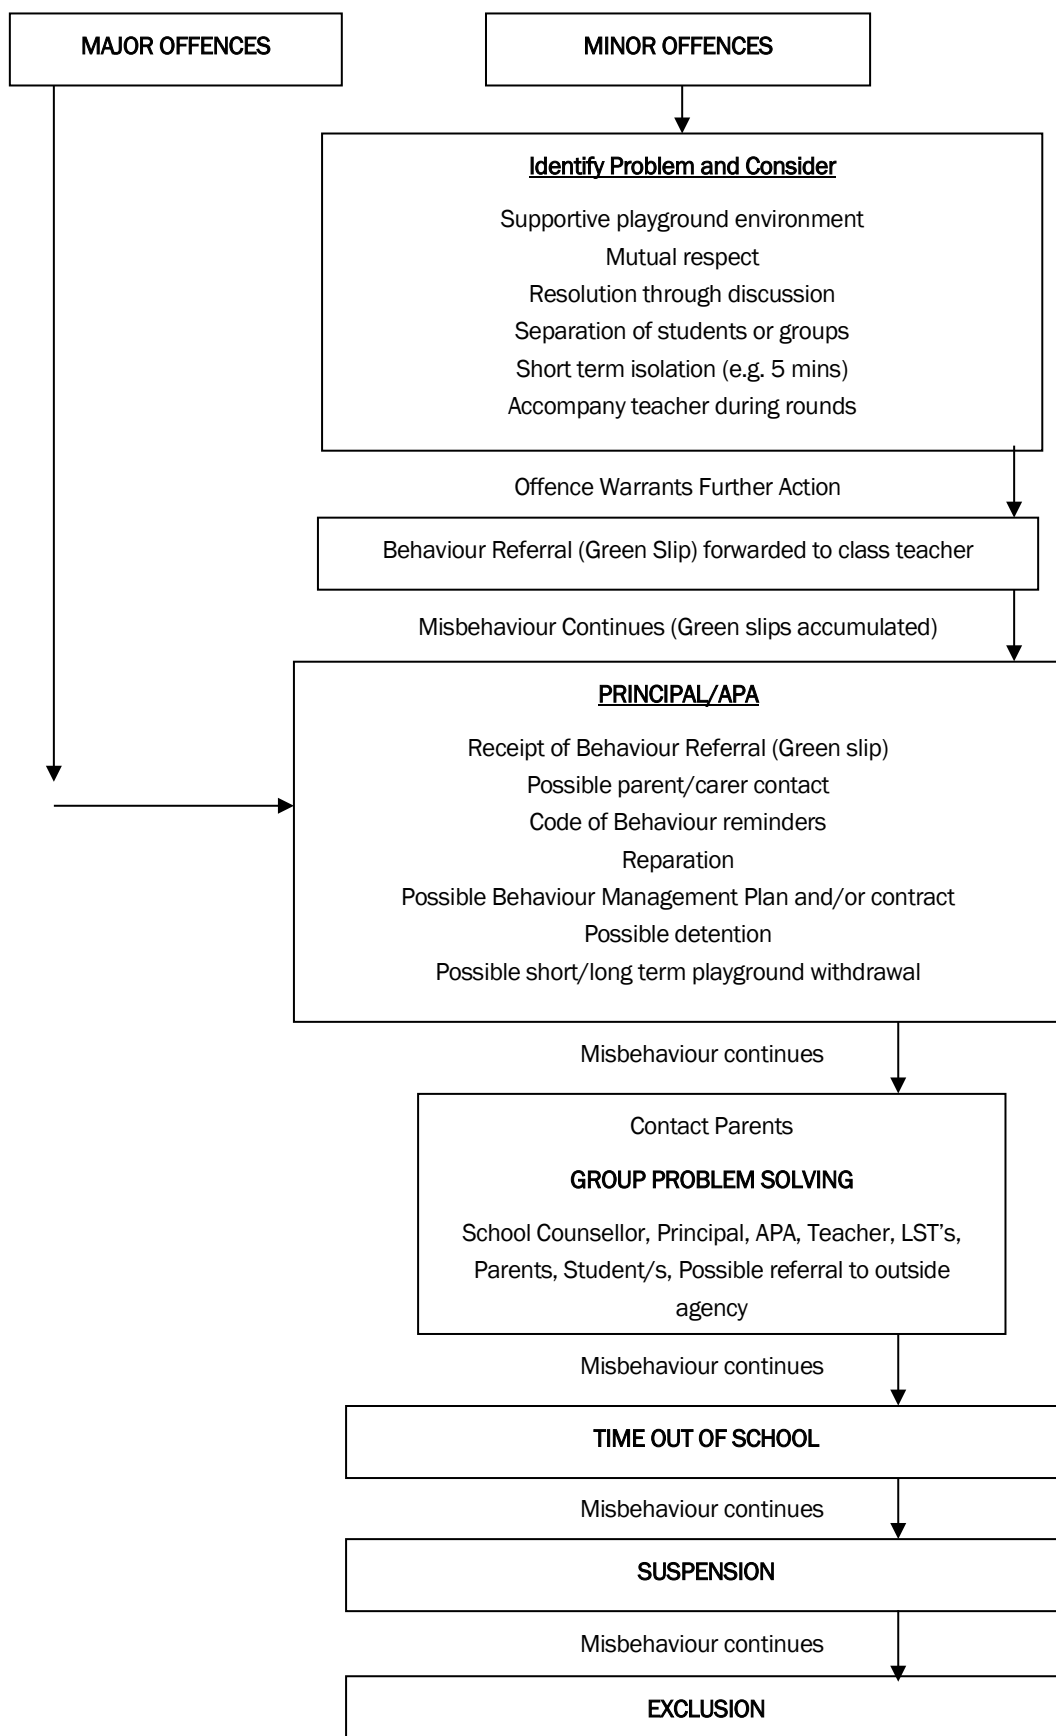 MAJOR OFFENCES
MINOR OFFENCES
Identify Problem and Consider
Supportive playground environment
Mutual respect
Resolution through discussion
Separation of students or groups
Short term isolation (e.g. 5 mins)
Accompany teacher during rounds
Offence Warrants Further Action
Behaviour Referral (Green Slip) forwarded to class teacher
Misbehaviour Continues (Green slips accumulated)
PRINCIPAL/APA
Receipt of Behaviour Referral (Green slip)
Possible parent/carer contact
Code of Behaviour reminders
Reparation
Possible Behaviour Management Plan and/or contract
Possible detention
Possible short/long term playground withdrawal
Misbehaviour continues
Contact Parents
GROUP PROBLEM SOLVING
School Counsellor, Principal, APA, Teacher, LST’s,
Parents, Student/s, Possible referral to outside
agency
Misbehaviour continues
TIME OUT OF SCHOOL
Misbehaviour continues
SUSPENSION
Misbehaviour continues
EXCLUSION